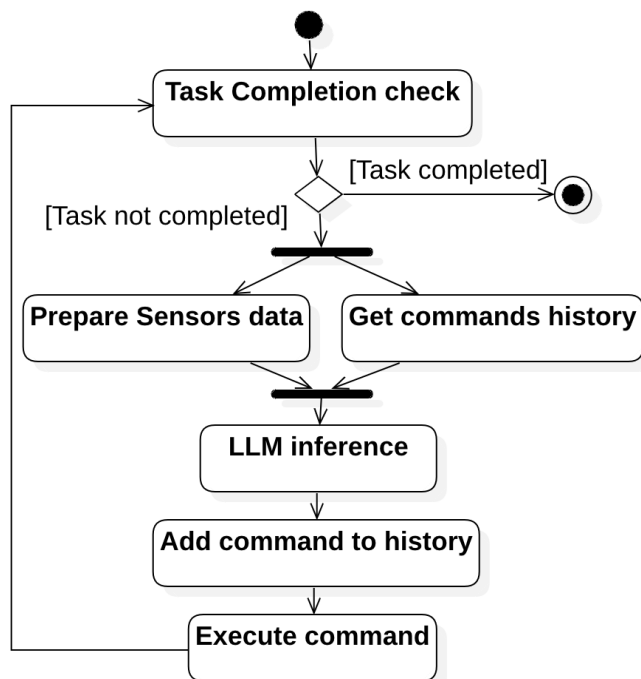 Task Completion check
[Task completed]
[Task not completed]
Prepare Sensors data
Get commands history
LLM inference
Add command to history
Execute command